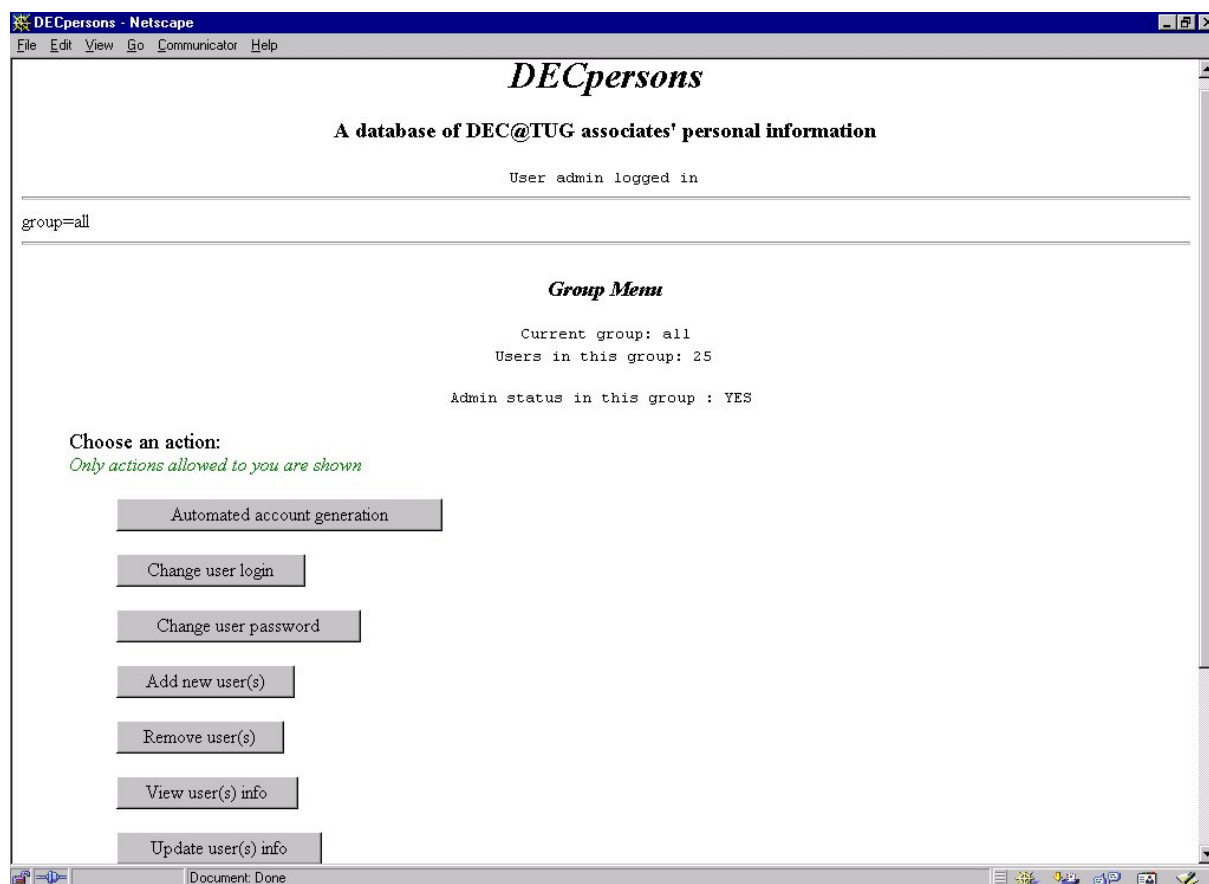 DECpersons - Netscape
File Edit View Go Communicator Help
DECpersons
A database of DEC@TUG associates' personal information
User admin logged in
group=all
Group Menu
Current group: all
Users in this group: 25
Admin status in this group : YES
Choose an action:
Only actions allowed to you are shown
Automated account generation
Change user login
Change user password
Add new user(s)
Remove user(s)
View user(s) info
Update user(s) info
Document: Done